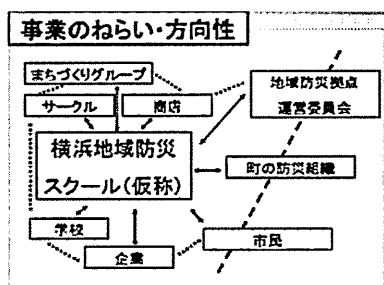 事業のねらい・方向性
まちづくりグループ
サークル
商店
地域防災拠点
運営委員会
横浜地域防災
スクール(仮称)
町の防災組織
学校
企業
市民